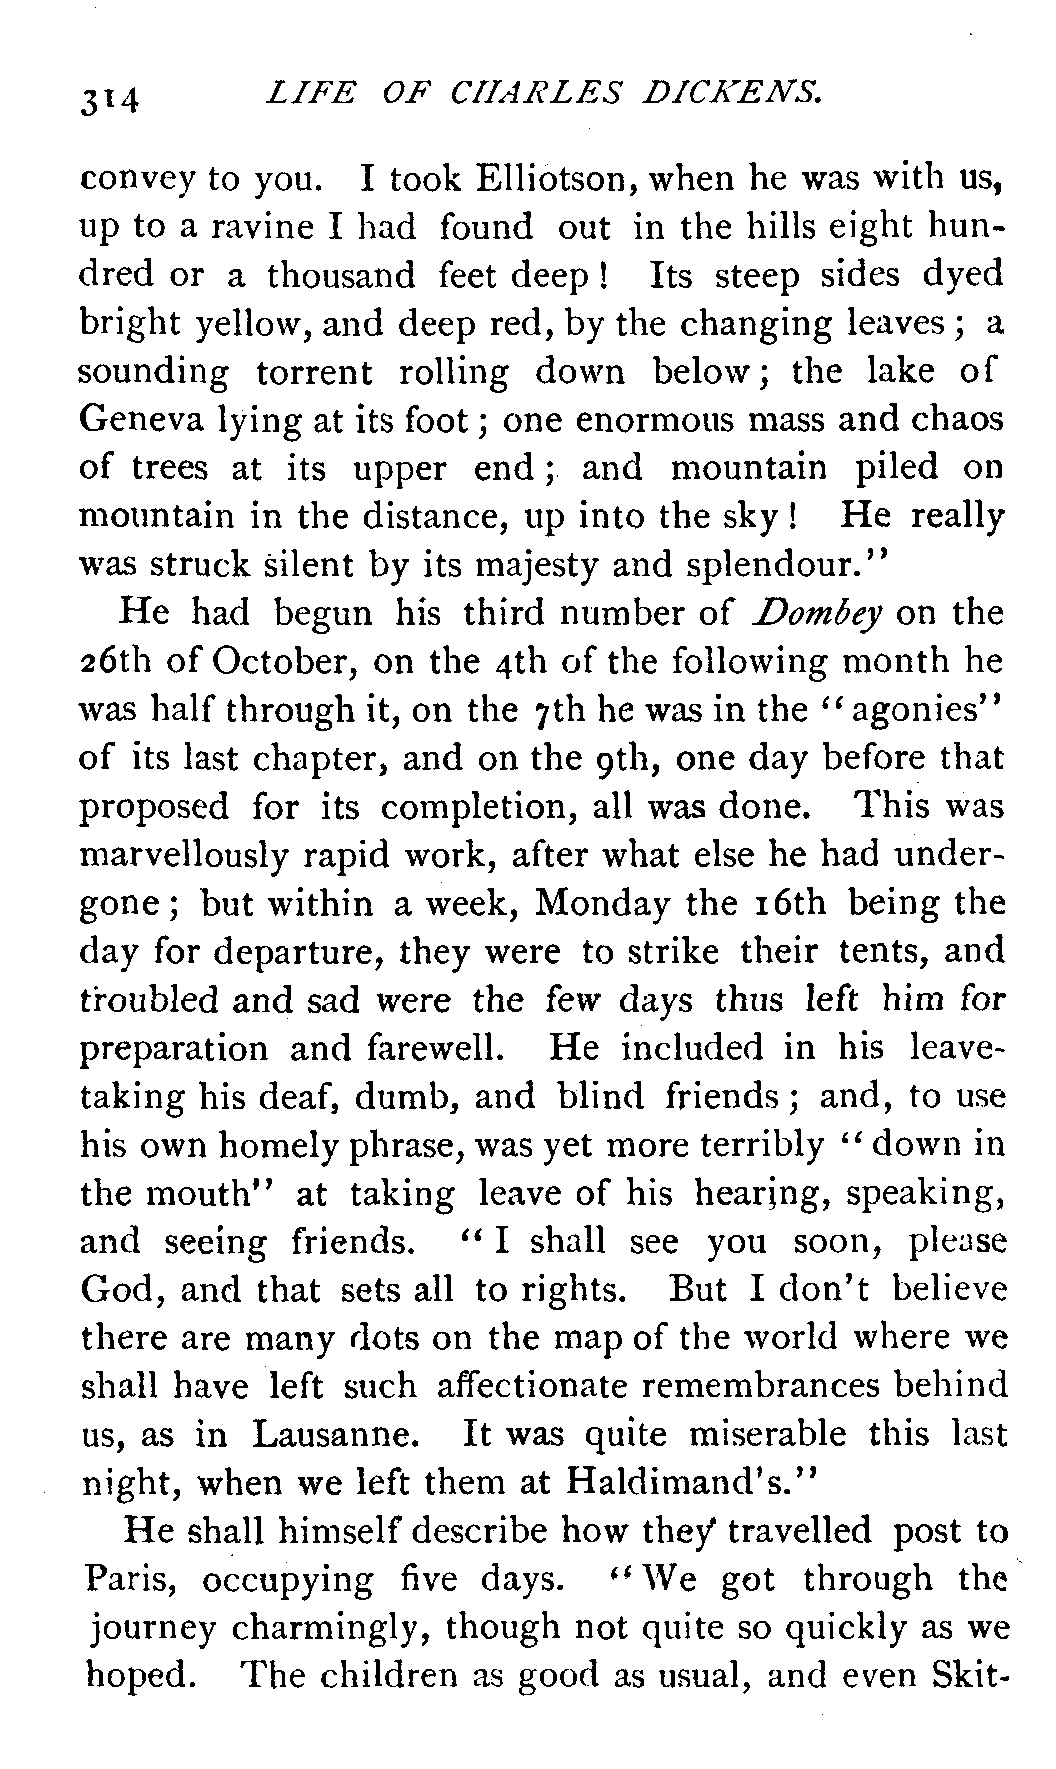 314 LIFE OF CHARLES DICKENS.
convey to you. I took Elliotson, when he was with us,
up to a ravine I had found out in the hills eight hun-
dred or a thousand feet deep! Its steep sides dyed
bright yellow, and deep red, by the changing leaves; a
sounding torrent rolling down below; the lake of
Geneva lying at its foot; one enormous mass and chaos
of trees at its upper end; and mountain piled on
mountain in the distance, up into the sky! He really
was struck silent by its majesty and splendour."
He had begun his third number of Dombey on the
26th of October, on the 4th of the following month he
was half through it, on the 7th he was in the "agonies"
of its last chapter, and on the 9th, one day before that
proposed for its completion, all was done. This was
marvellously rapid work, after what else he had under-
gone; but within a week, Monday the 16th being the
day for departure, they were to strike their tents, and
troubled and sad were the few days thus left him for
preparation and farewell. He included in his leave-
taking his deaf, dumb, and blind friends; and, to use
his own homely phrase, was yet more terribly "down in
the mouth" at taking leave of his hearing, speaking,
and seeing friends. "I shall see you soon, please
God, and that sets all to rights. But I don't believe
there are many dots on the map of the world where we
shall have left such affectionate remembrances behind
us, as in Lausanne. It was quite miserable this last
night, when we left them at Haldimand's."
He shall himself describe how they travelled post to
Paris, occupying five days. "We got through the
journey charmingly, though not quite so quickly as we
hoped. The children as good as usual, and even Skit-